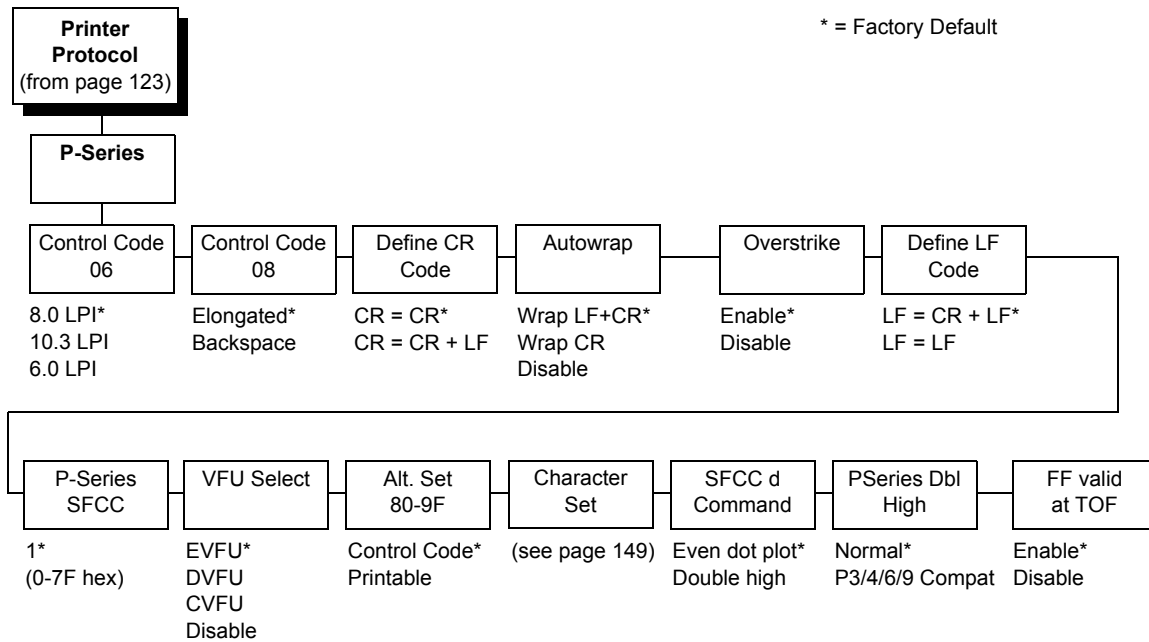 Printer
Protocol
(from page 123)
* = Factory Default
P-Series
Control Code
06
8.0 LPI*
10.3 LPI
6.0 LPI
Control Code
08
Elongated*
Backspace
Define CR
Code
CR = CR*
CR = CR + LF
Autowrap
Wrap LF+CR*
Wrap CR
Disable
Overstrike
Enable*
Disable
Define LF
Code
LF = CR + LF*
LF = LF
P-Series
SFCC
1*
(0-7F hex)
VFU Select
EVFU*
DVFU
CVFU
Disable
Alt. Set
80-9F
Control Code*
Printable
Character
Set
(see page 149)
SFCC d
Command
Even dot plot*
Double high
PSeries Dbl
High
Normal*
P3/4/6/9 Compat
FF valid
at TOF
Enable*
Disable